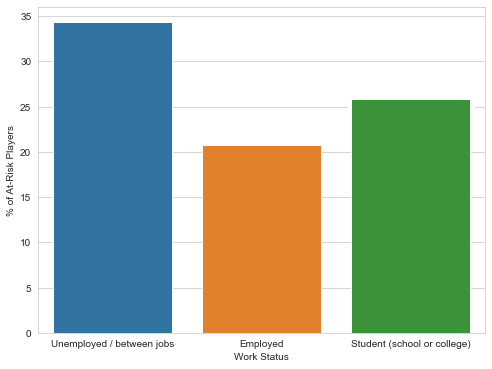 35
30
25
20
15
10
5
0
% of At-Risk Players
Unemployed / between jobs
Employed
Student (school or college)
Work Status